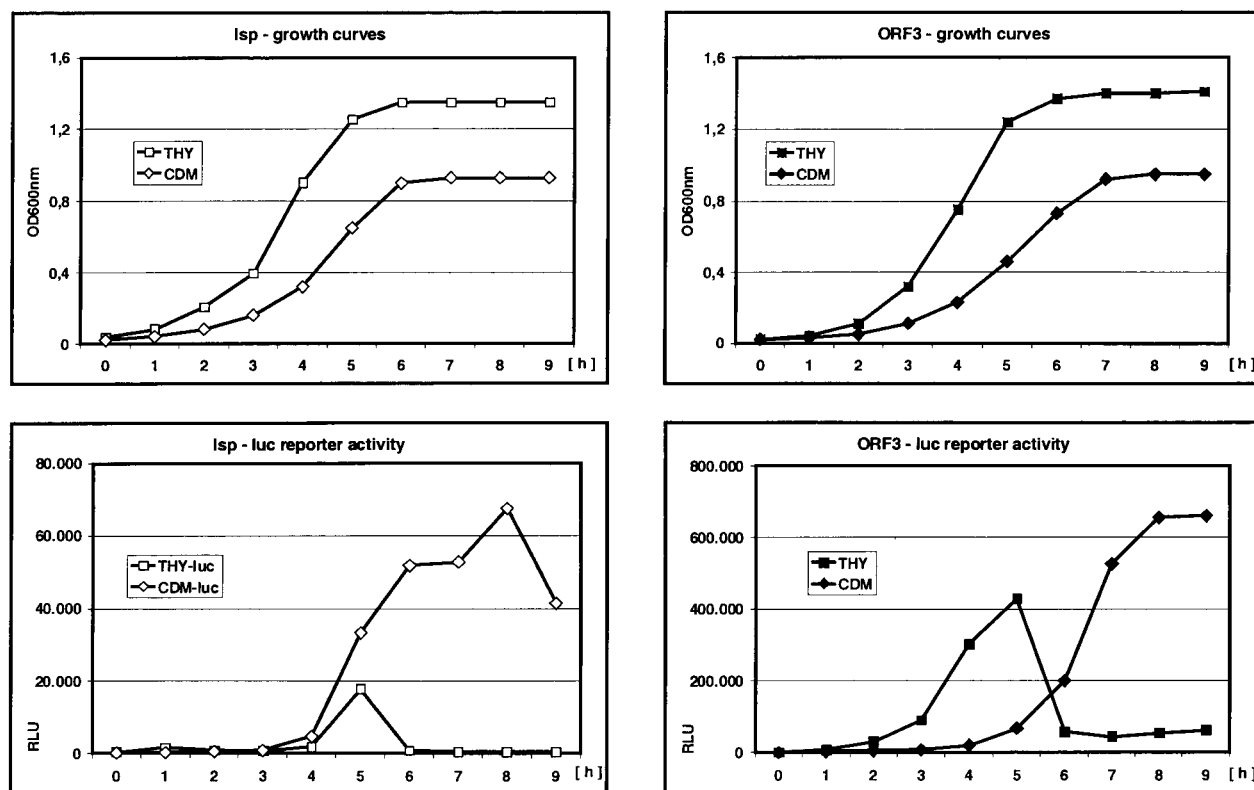 lsp - growth curves
1,6
1,2
0,8
0,4
0
OD600nm
THY
CDM
0 1 2 3 4 5 6 7 8 9 [ h ]
ORF3 - growth curves
1,6
1,2
0,8
0,4
0
OD600nm
THY
CDM
0 1 2 3 4 5 6 7 8 9 [ h ]
lsp - luc reporter activity
80.000
60.000
40.000
20.000
0
RLU
THY-luc
CDM-luc
0 1 2 3 4 5 6 7 8 9 [ h ]
ORF3 - luc reporter activity
800.000
600.000
400.000
200.000
0
RLU
THY
CDM
0 1 2 3 4 5 6 7 8 9 [ h ]